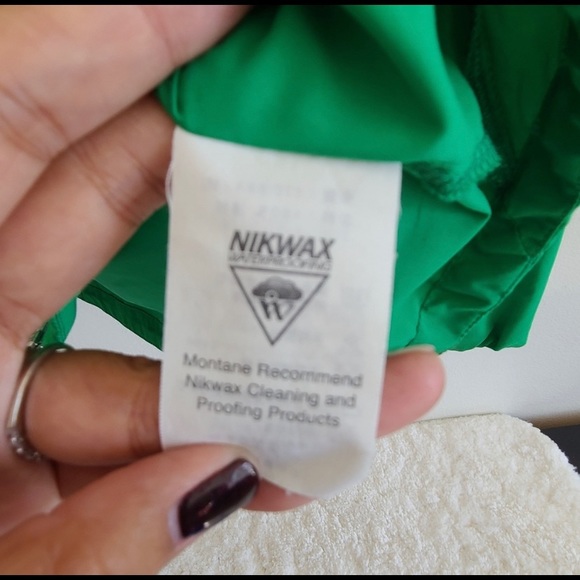 NIKWAX
WATERPROOFING
Montane Recommend
Nikwax Cleaning and
Proofing Products